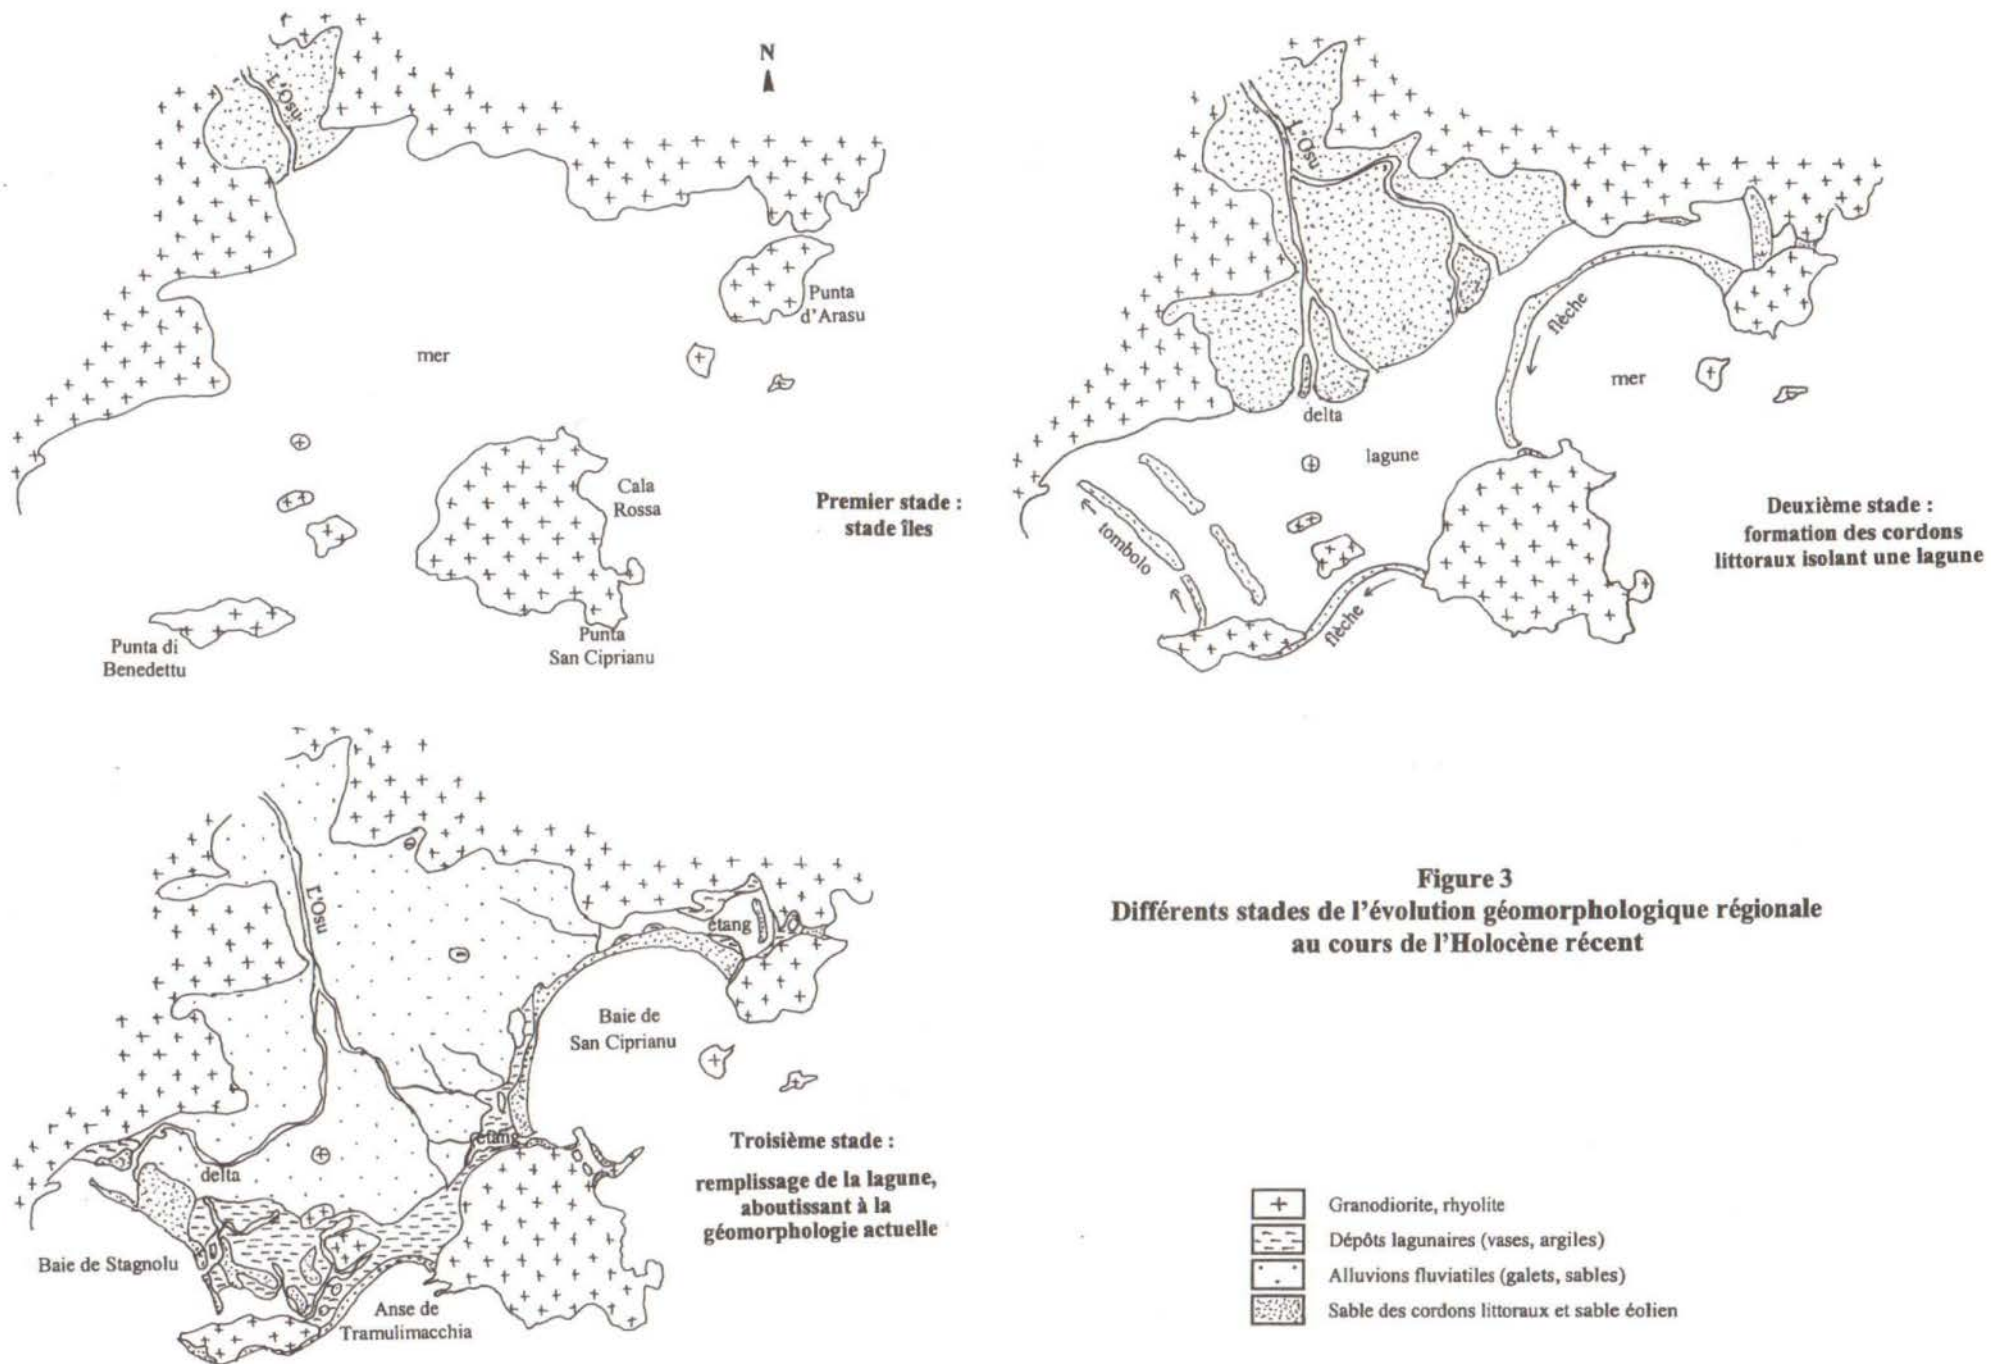 N
L'Osu
Punta
d'Arasu
mer
Cala
Rossa
Premier stade :
stade îles
Punta di
Benedettu
Punta
San Ciprianu
L'Osu
flèche
mer
delta
lagune
tombolo
flèche
Deuxième stade :
formation des cordons
littoraux isolant une lagune
L'Osu
étang
Baie de
San Ciprianu
étang
delta
Baie de Stagnolu
Anse de
Tramulimacchia
Troisième stade :
remplissage de la lagune,
aboutissant à la
géomorphologie actuelle
Figure 3
Différents stades de l'évolution géomorphologique régionale
au cours de l'Holocène récent
Granodiorite, rhyolite
Dépôts lagunaires (vases, argiles)
Alluvions fluviatiles (galets, sables)
Sable des cordons littoraux et sable éolien